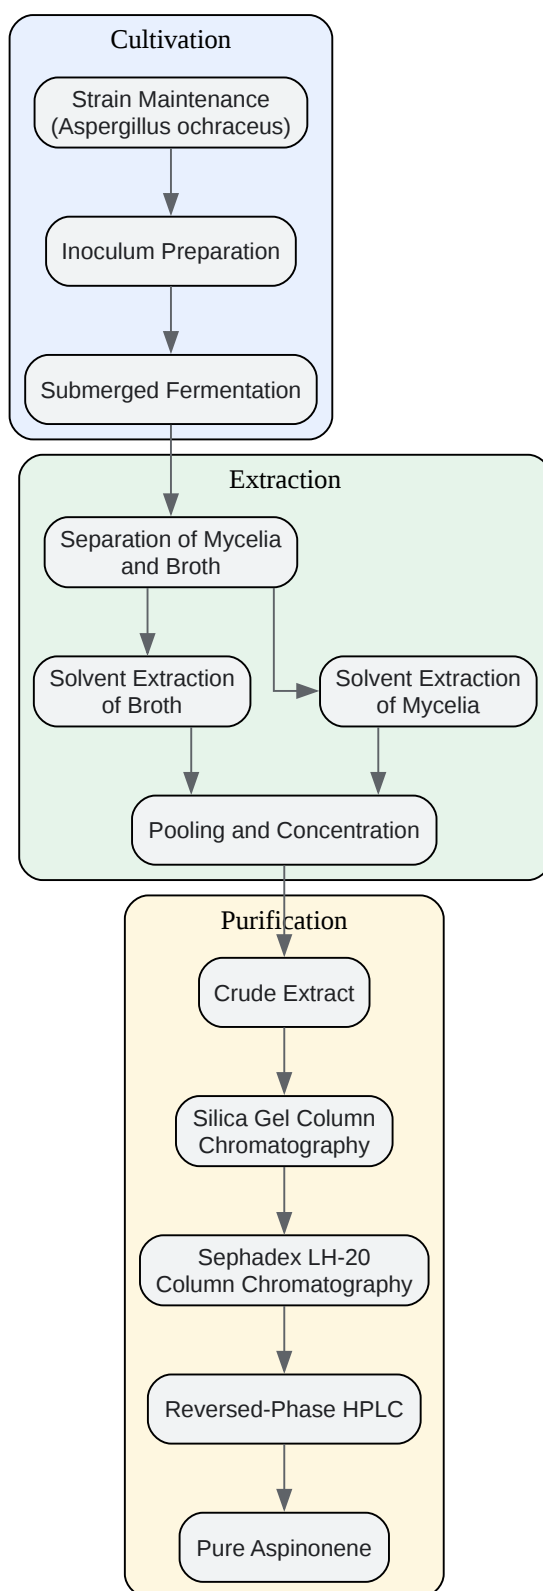 Cultivation
Strain Maintenance
(Aspergillus ochraceus)
Inoculum Preparation
Submerged Fermentation
Extraction
Separation of Mycelia
and Broth
Solvent Extraction
of Broth
Solvent Extraction
of Mycelia
Pooling and Concentration
Purification
Crude Extract
Silica Gel Column
Chromatography
Sephadex LH-20
Column Chromatography
Reversed-Phase HPLC
Pure Aspinonene